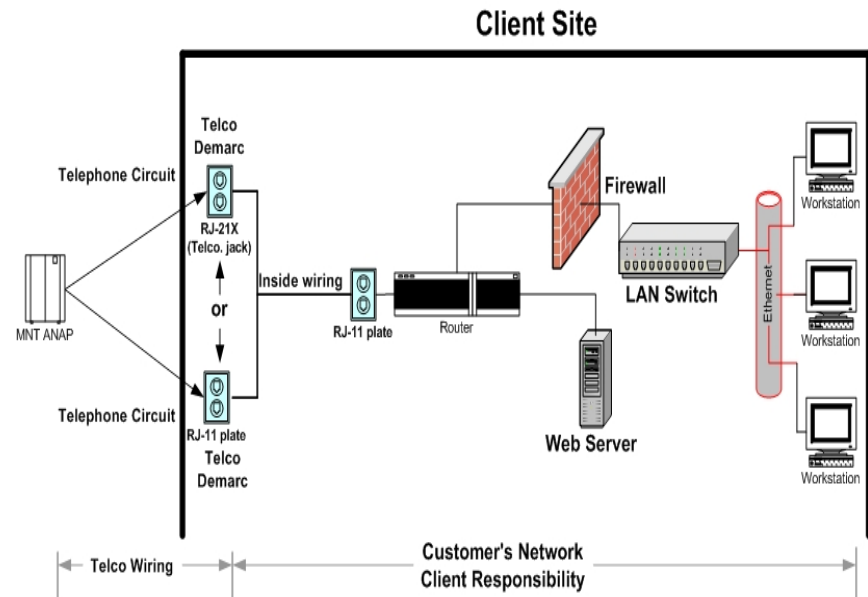 Client Site
Telco
Demarc
Telephone Circuit
RJ-21X
(Telco. jack)
or
MNT ANAP
Telephone Circuit
RJ-11 plate
Telco
Demarc
Inside wiring
RJ-11 plate
Router
Firewall
LAN Switch
Web Server
Ethernet
Workstation
Workstation
Workstation
Telco Wiring
Customer's Network
Client Responsibility